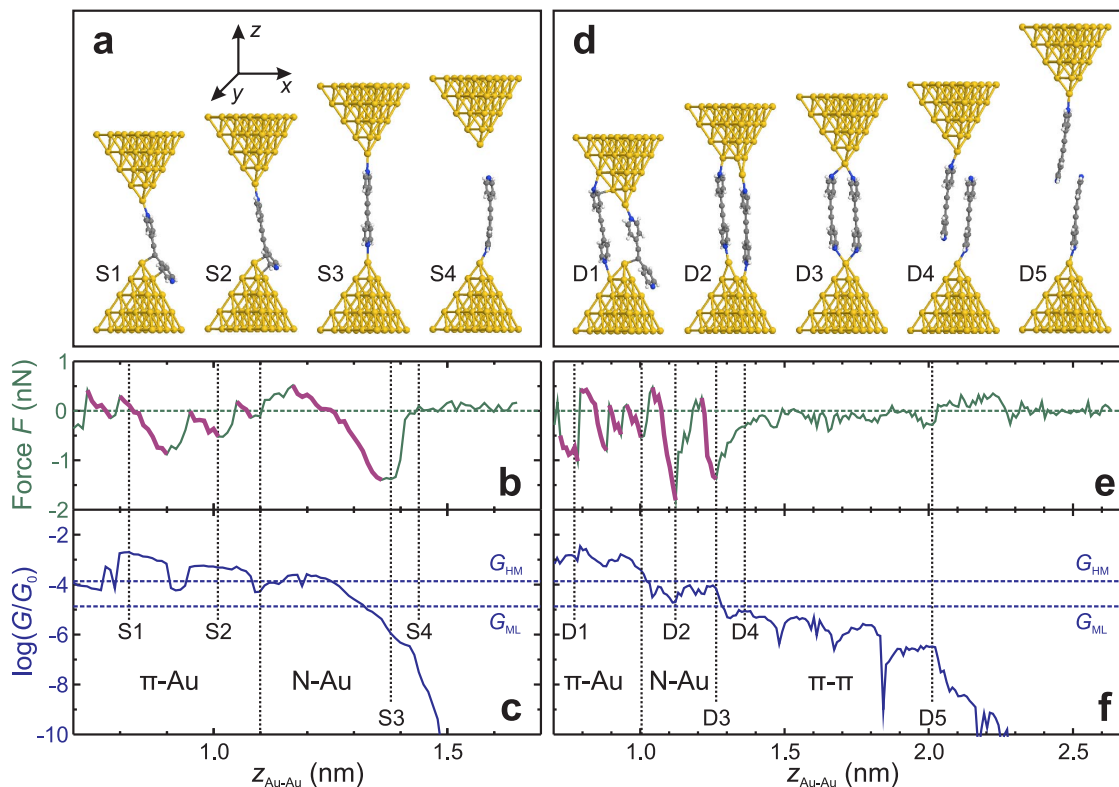 a
z
x
y
S1
S2
S3
S4
d
D1
D2
D3
D4
D5
Force F (nN)
1
0
-1
-2
b
e
log(G/G0)
-2
-4
-6
-8
-10
GHM
GML
S1
S2
S4
π-Au
N-Au
S3
c
GHM
GML
D1
D2
D4
π-Au
N-Au
π-π
D3
D5
f
1.0
1.5
zAu-Au (nm)
1.0
1.5
2.0
2.5
zAu-Au (nm)